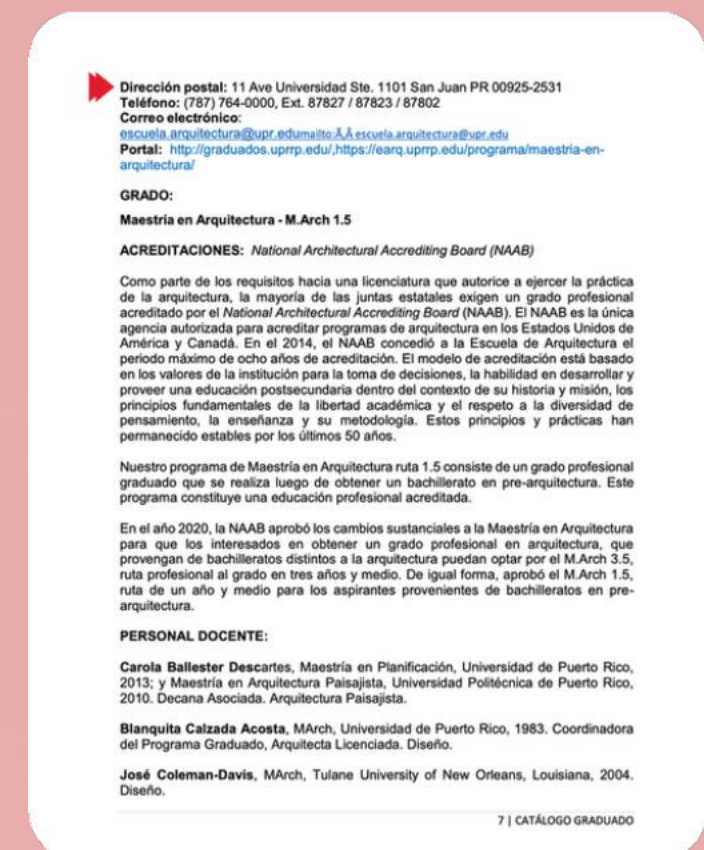 Dirección postal: 11 Ave Universidad Ste. 1101 San Juan PR 00925-2531
Teléfono: (787) 764-0000, Ext. 87827 / 87823 / 87802
Correo electrónico:
escuela.arquitectura@upr.edumailto:Ã,Â escuela.arquitectura@upr.edu
Portal: http://graduados.uprrp.edu/,https://earq.uprrp.edu/programa/maestria-en-
arquitectura/
GRADO:
Maestría en Arquitectura - M.Arch 1.5
ACREDITACIONES: National Architectural Accrediting Board (NAAB)
Como parte de los requisitos hacia una licenciatura que autorice a ejercer la práctica
de la arquitectura, la mayoría de las juntas estatales exigen un grado profesional
acreditado por el National Architectural Accrediting Board (NAAB). El NAAB es la única
agencia autorizada para acreditar programas de arquitectura en los Estados Unidos de
América y Canadá. En el 2014, el NAAB concedió a la Escuela de Arquitectura el
periodo máximo de ocho años de acreditación. El modelo de acreditación está basado
en los valores de la institución para la toma de decisiones, la habilidad en desarrollar y
proveer una educación postsecundaria dentro del contexto de su historia y misión, los
principios fundamentales de la libertad académica y el respeto a la diversidad de
pensamiento, la enseñanza y su metodología. Estos principios y prácticas han
permanecido estables por los últimos 50 años.
Nuestro programa de Maestría en Arquitectura ruta 1.5 consiste de un grado profesional
graduado que se realiza luego de obtener un bachillerato en pre-arquitectura. Este
programa constituye una educación profesional acreditada.
En el año 2020, la NAAB aprobó los cambios sustanciales a la Maestría en Arquitectura
para que los interesados en obtener un grado profesional en arquitectura, que
provengan de bachilleratos distintos a la arquitectura puedan optar por el M.Arch 3.5,
ruta profesional al grado en tres años y medio. De igual forma, aprobó el M.Arch 1.5,
ruta de un año y medio para los aspirantes provenientes de bachilleratos en pre-
arquitectura.
PERSONAL DOCENTE:
Carola Ballester Descartes, Maestría en Planificación, Universidad de Puerto Rico,
2013; y Maestría en Arquitectura Paisajista, Universidad Politécnica de Puerto Rico,
2010. Decana Asociada. Arquitectura Paisajista.
Blanquita Calzada Acosta, MArch, Universidad de Puerto Rico, 1983. Coordinadora
del Programa Graduado, Arquitecta Licenciada. Diseño.
José Coleman-Davis, MArch, Tulane University of New Orleans, Louisiana, 2004.
Diseño.
7 | CATÁLOGO GRADUADO